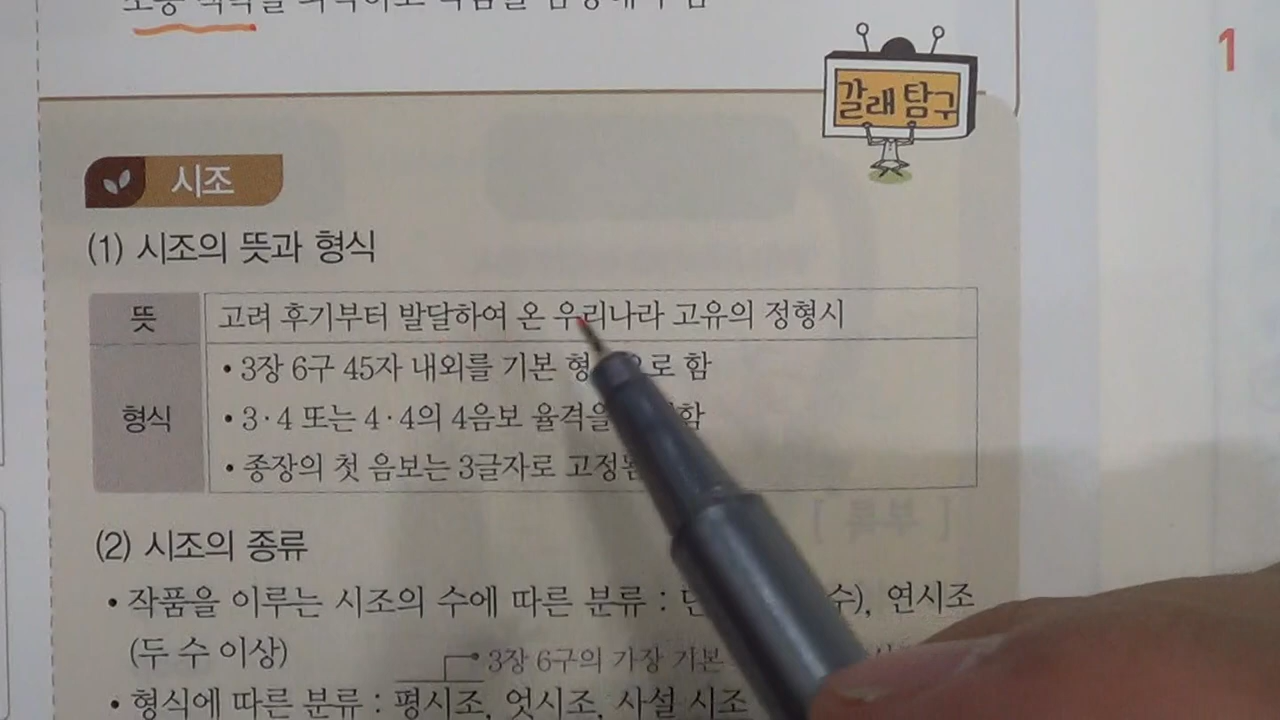 1
갈래 탐구
시조
(1) 시조의 뜻과 형식
뜻
고려 후기부터 발달하여 온 우리나라 고유의 정형시
형식
• 3장 6구 45자 내외를 기본 로 함
• 3·4 또는 4·4의 4음보 율격을
• 종장의 첫 음보는 3글자로
(2) 시조의 종류
• 작품을 이루는 시조의 수에 따른 분류 : 수), 연시조
(두 수 이상)
3장 6구의 가장 기본
• 형식에 따른 분류 : 평시조, 엇시조, 사설 시조
[ 부록 ]